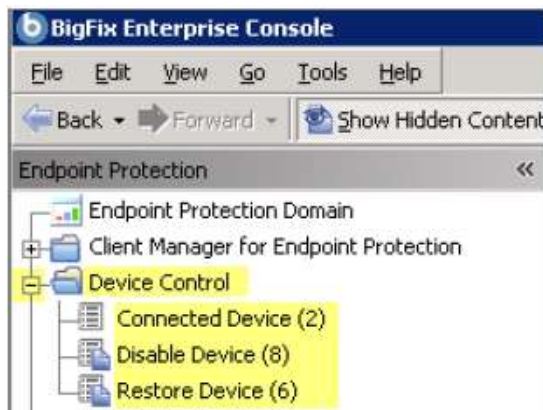 BigFix Enterprise Console
File Edit View Go Tools Help
Back Forward Show Hidden Content
Endpoint Protection «
Endpoint Protection Domain
Client Manager for Endpoint Protection
Device Control
Connected Device (2)
Disable Device (8)
Restore Device (6)